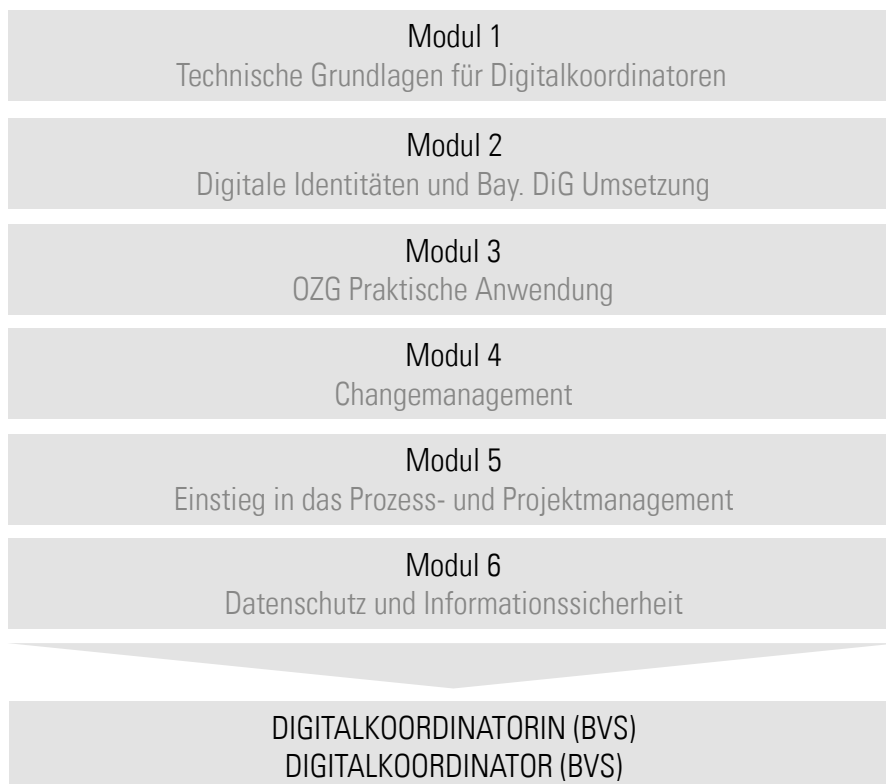 Modul 1
Technische Grundlagen für Digitalkoordinatoren
Modul 2
Digitale Identitäten und Bay. DiG Umsetzung
Modul 3
OZG Praktische Anwendung
Modul 4
Changemanagement
Modul 5
Einstieg in das Prozess- und Projektmanagement
Modul 6
Datenschutz und Informationssicherheit
DIGITALKOORDINATORIN (BVS)
DIGITALKOORDINATOR (BVS)